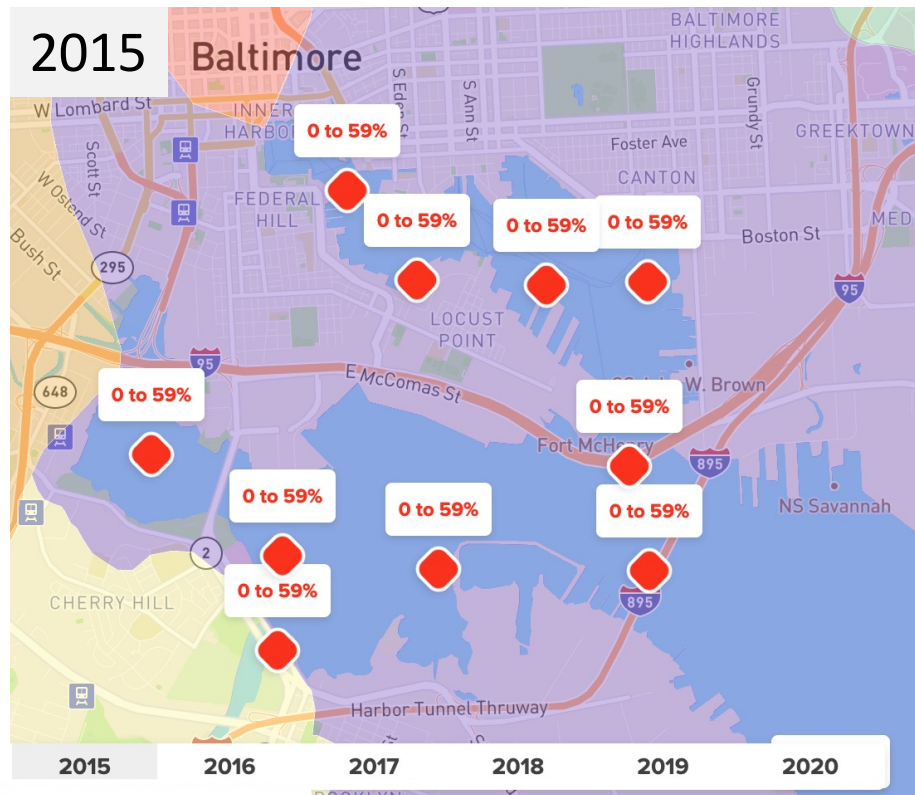 2015
Baltimore
BALTIMORE
HIGHLANDS
W Lombard St
INNER
0 to 59%
S Ann St
Grundy St
GREEKTOWN
Foster Ave
Scott St
CANTON
W Ostend St
FEDERAL
HILL
0 to 59%
0 to 59%
0 to 59%
MED
Boston St
Bush St
295
95
LOCUST
POINT
95
E McComas St
W. Brown
648
0 to 59%
0 to 59%
Fort McHenry
895
0 to 59%
0 to 59%
0 to 59%
NS Savannah
2
0 to 59%
CHERRY HILL
895
Harbor Tunnel Thruway
2015
2016
2017
2018
2019
2020